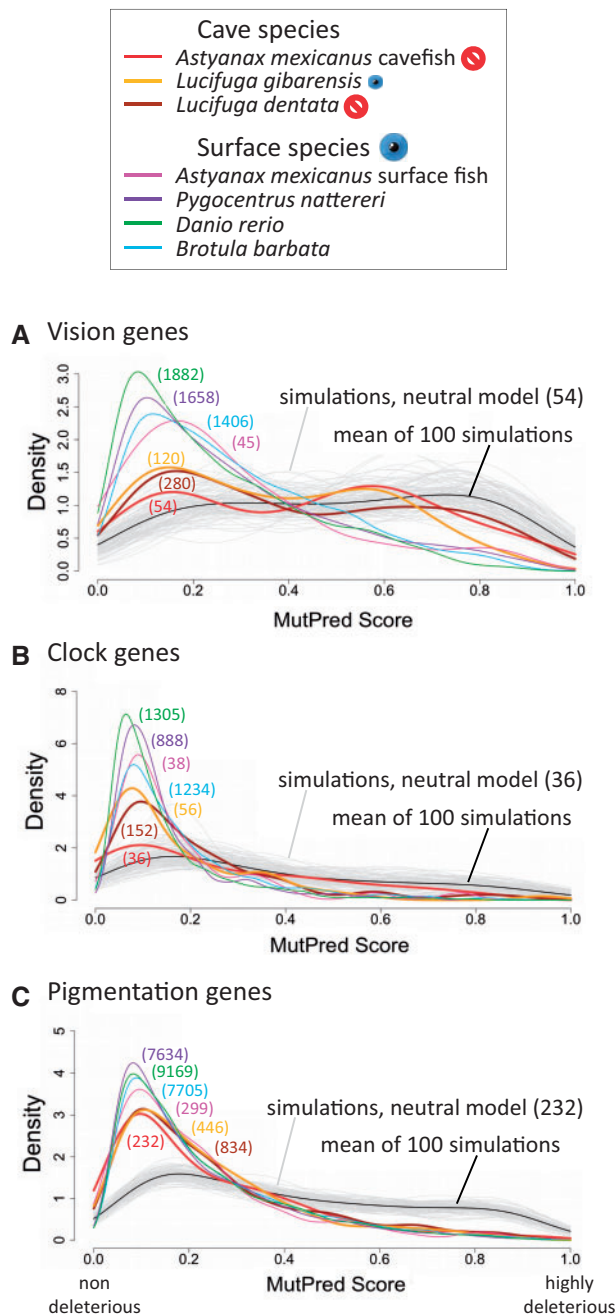 Cave species
Astyanax mexicanus cavefish
Lucifuga gibarensis
Lucifuga dentata
Surface species
Astyanax mexicanus surface fish
Pygocentrus nattereri
Danio rerio
Brotula barbata
A Vision genes
Density
0.0 0.5 1.0 1.5 2.0 2.5 3.0
(1882)
(1658)
(1406)
(45)
(120)
(280)
(54)
simulations, neutral model (54)
mean of 100 simulations
0.0 0.2 0.4 0.6 0.8 1.0
MutPred Score
B Clock genes
Density
0 2 4 6 8
(1305)
(888)
(38)
(1234)
(56)
(152)
(36)
simulations, neutral model (36)
mean of 100 simulations
0.0 0.2 0.4 0.6 0.8 1.0
MutPred Score
C Pigmentation genes
Density
0 1 2 3 4 5
(7634)
(9169)
(7705)
(299)
(446)
(834)
(232)
simulations, neutral model (232)
mean of 100 simulations
0.0 0.2 0.4 0.6 0.8 1.0
non
deleterious
MutPred Score
highly
deleterious